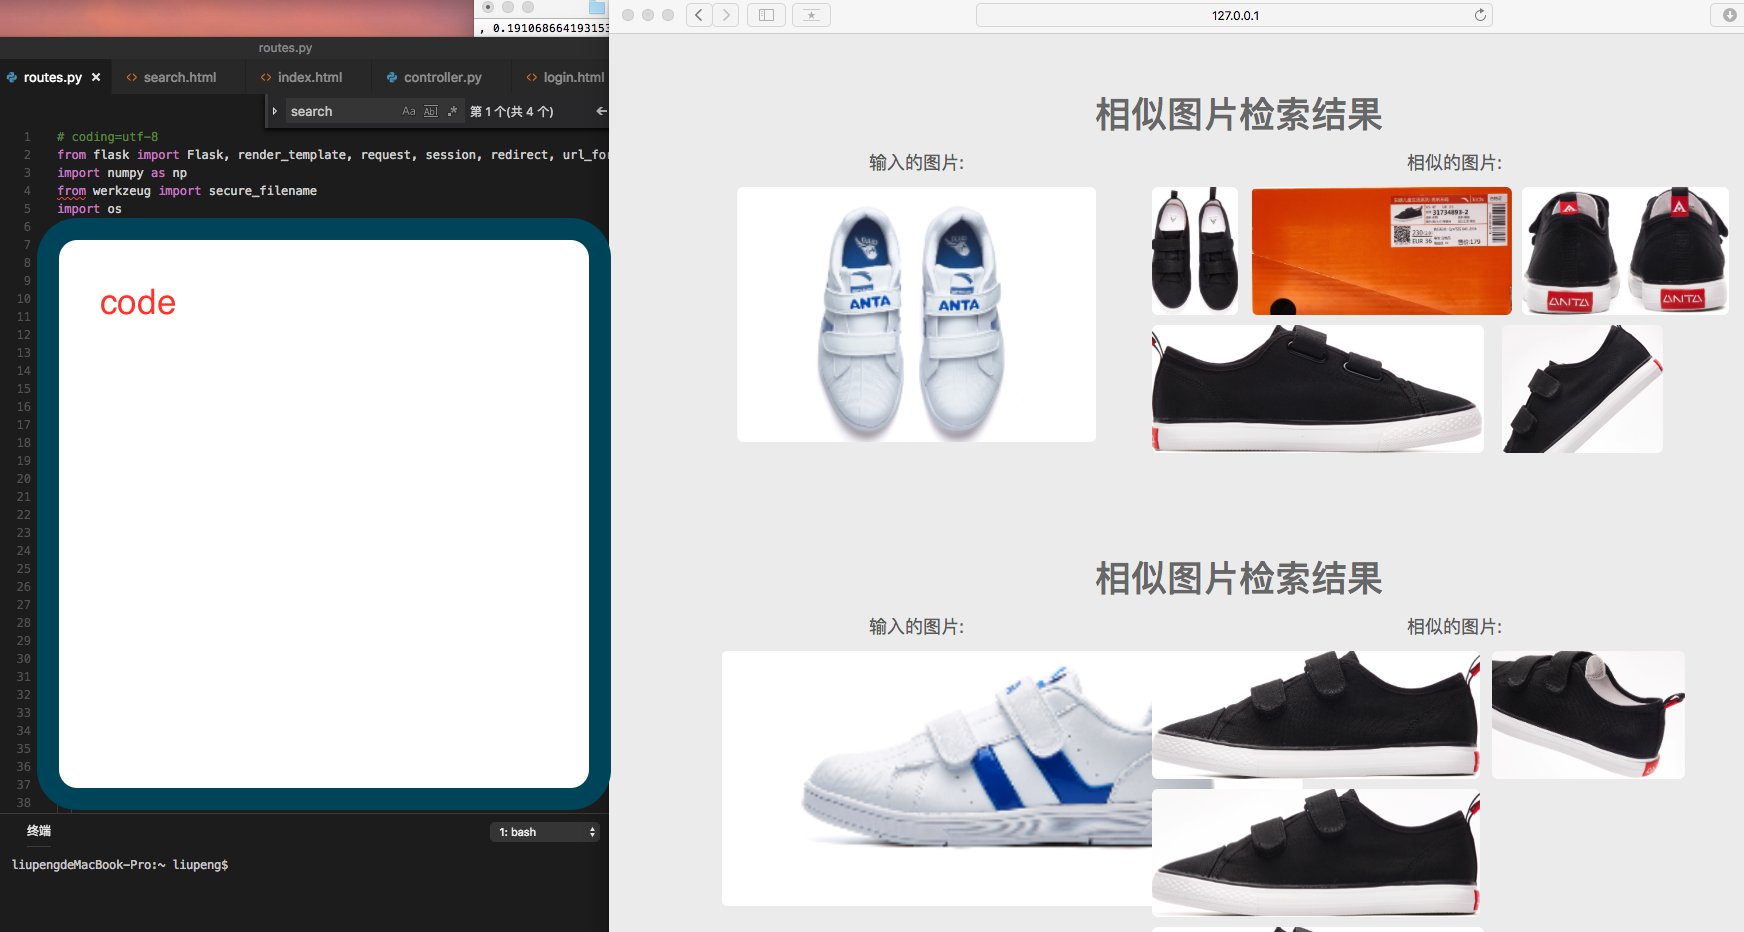 , 0.191068664193153
routes.py
routes.py
search.html
index.html
controller.py
login.html
search
Aa
Abl
.*
第 1 个(共 4 个)
1 # coding=utf-8
2 from flask import Flask, render_template, request, session, redirect, url_for
3 import numpy as np
4 from werkzeug import secure_filename
5 import os
6
7
8
9
10
11
12
13
14
15
16
17
18
19
20
21
22
23
24
25
26
27
28
29
30
31
32
33
34
35
36
37
38
code
终端
1: bash
liupengdeMacBook-Pro:~ liupeng$
127.0.0.1
相似图片检索结果
输入的图片:
相似的图片:
ANTA
ANTA
31734893-2
EUR 36
ANTA
ANTA
相似图片检索结果
输入的图片:
相似的图片: